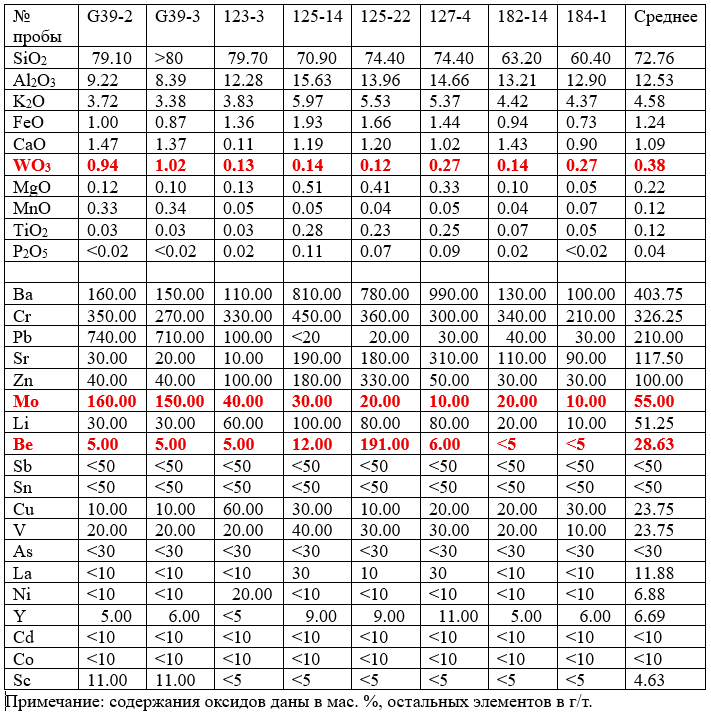 № пробы G39-2 G39-3 123-3 125-14 125-22 127-4 182-14 184-1 Среднее
SiO2 79.10 >80 79.70 70.90 74.40 74.40 63.20 60.40 72.76
Al2O3 9.22 8.39 12.28 15.63 13.96 14.66 13.21 12.90 12.53
K2O 3.72 3.38 3.83 5.97 5.53 5.37 4.42 4.37 4.58
FeO 1.00 0.87 1.36 1.93 1.66 1.44 0.94 0.73 1.24
CaO 1.47 1.37 0.11 1.19 1.20 1.02 1.43 0.90 1.09
WO3 0.94 1.02 0.13 0.14 0.12 0.27 0.14 0.27 0.38
MgO 0.12 0.10 0.13 0.51 0.41 0.33 0.10 0.05 0.22
MnO 0.33 0.34 0.05 0.05 0.04 0.05 0.04 0.07 0.12
TiO2 0.03 0.03 0.03 0.28 0.23 0.25 0.07 0.05 0.12
P2O5 <0.02 <0.02 0.02 0.11 0.07 0.09 0.02 <0.02 0.04
Ba 160.00 150.00 110.00 810.00 780.00 990.00 130.00 100.00 403.75
Cr 350.00 270.00 330.00 450.00 360.00 300.00 340.00 210.00 326.25
Pb 740.00 710.00 100.00 <20 20.00 30.00 40.00 30.00 210.00
Sr 30.00 20.00 10.00 190.00 180.00 310.00 110.00 90.00 117.50
Zn 40.00 40.00 100.00 180.00 330.00 50.00 30.00 30.00 100.00
Mo 160.00 150.00 40.00 30.00 20.00 10.00 20.00 10.00 55.00
Li 30.00 30.00 60.00 100.00 80.00 80.00 20.00 10.00 51.25
Be 5.00 5.00 5.00 12.00 191.00 6.00 <5 <5 28.63
Sb <50 <50 <50 <50 <50 <50 <50 <50 <50
Sn <50 <50 <50 <50 <50 <50 <50 <50 <50
Cu 10.00 10.00 60.00 30.00 10.00 20.00 20.00 30.00 23.75
V 20.00 20.00 20.00 40.00 30.00 30.00 20.00 10.00 23.75
As <30 <30 <30 <30 <30 <30 <30 <30 <30
La <10 <10 <10 30 10 30 <10 <10 11.88
Ni <10 <10 20.00 <10 <10 <10 <10 <10 6.88
Y 5.00 6.00 <5 9.00 9.00 11.00 5.00 6.00 6.69
Cd <10 <10 <10 <10 <10 <10 <10 <10 <10
Co <10 <10 <10 <10 <10 <10 <10 <10 <10
Sc 11.00 11.00 <5 <5 <5 <5 <5 <5 4.63
Примечание: содержания оксидов даны в мас. %, остальных элементов в г/т.